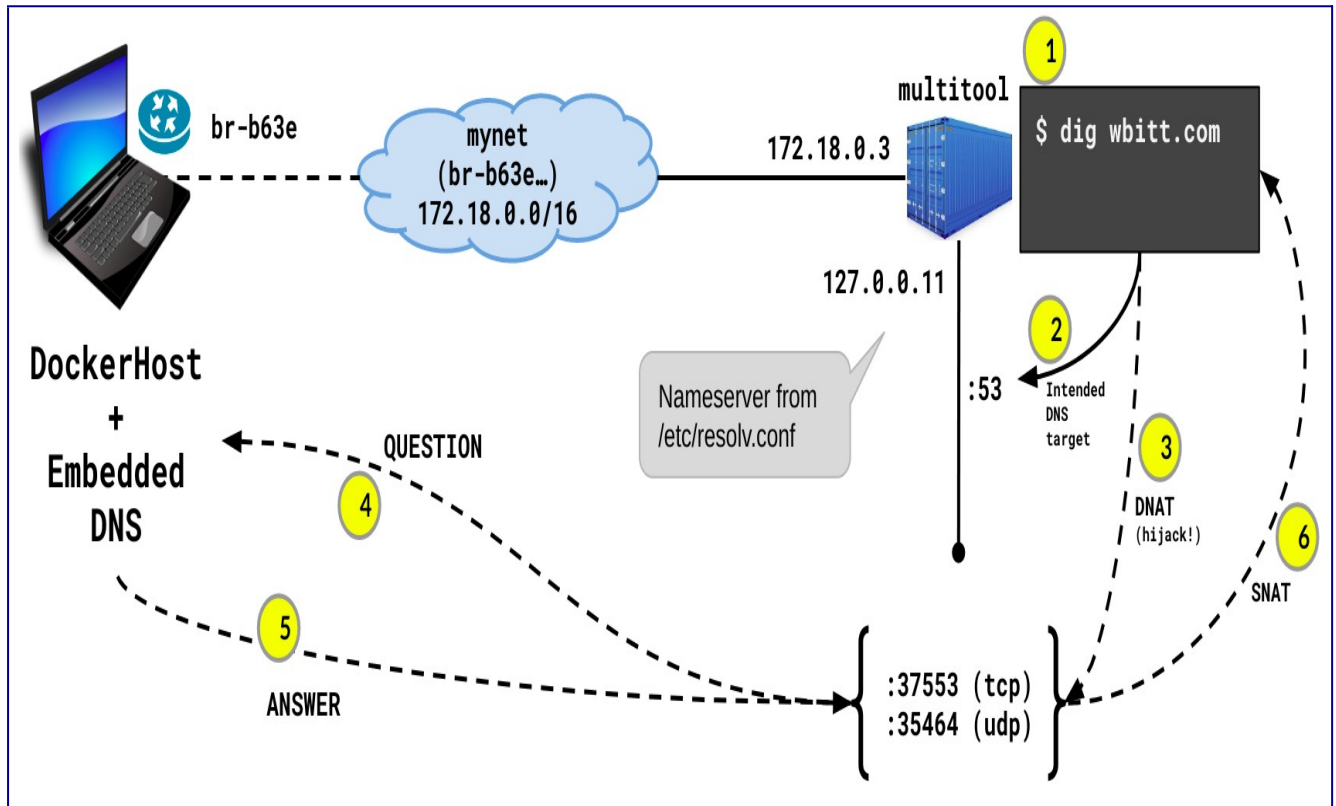 1
multitool
$ dig wbitt.com
br-b63e
mynet
(br-b63e…)
172.18.0.0/16
172.18.0.3
127.0.0.11
2
:53
Intended
DNS
target
Nameserver from
/etc/resolv.conf
DockerHost
+
Embedded
DNS
QUESTION
4
3
DNAT
(hijack!)
6
SNAT
5
ANSWER
:37553 (tcp)
:35464 (udp)